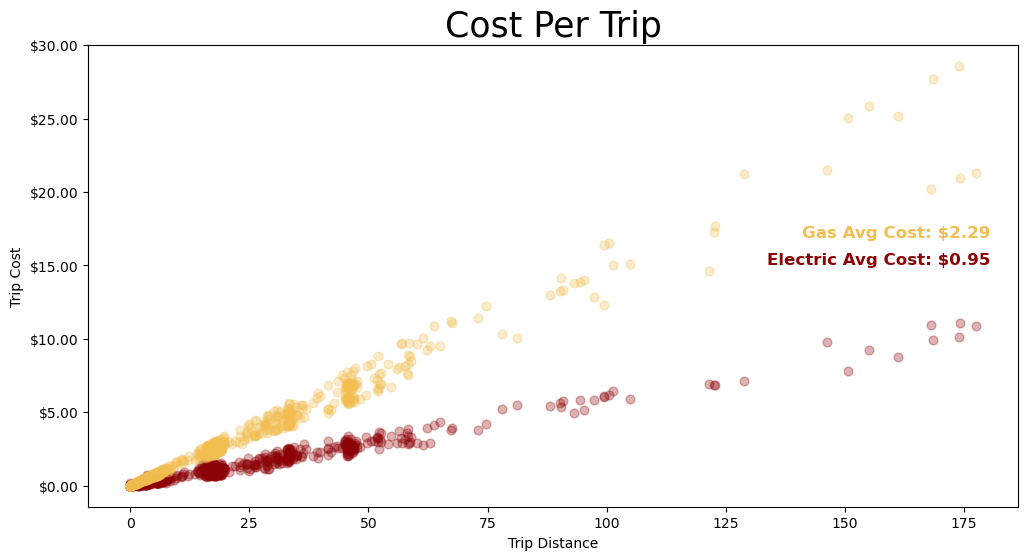 Cost Per Trip
$30.00
$25.00
$20.00
$15.00
$10.00
$5.00
$0.00
Trip Cost
Gas Avg Cost: $2.29
Electric Avg Cost: $0.95
0 25 50 75 100 125 150 175
Trip Distance